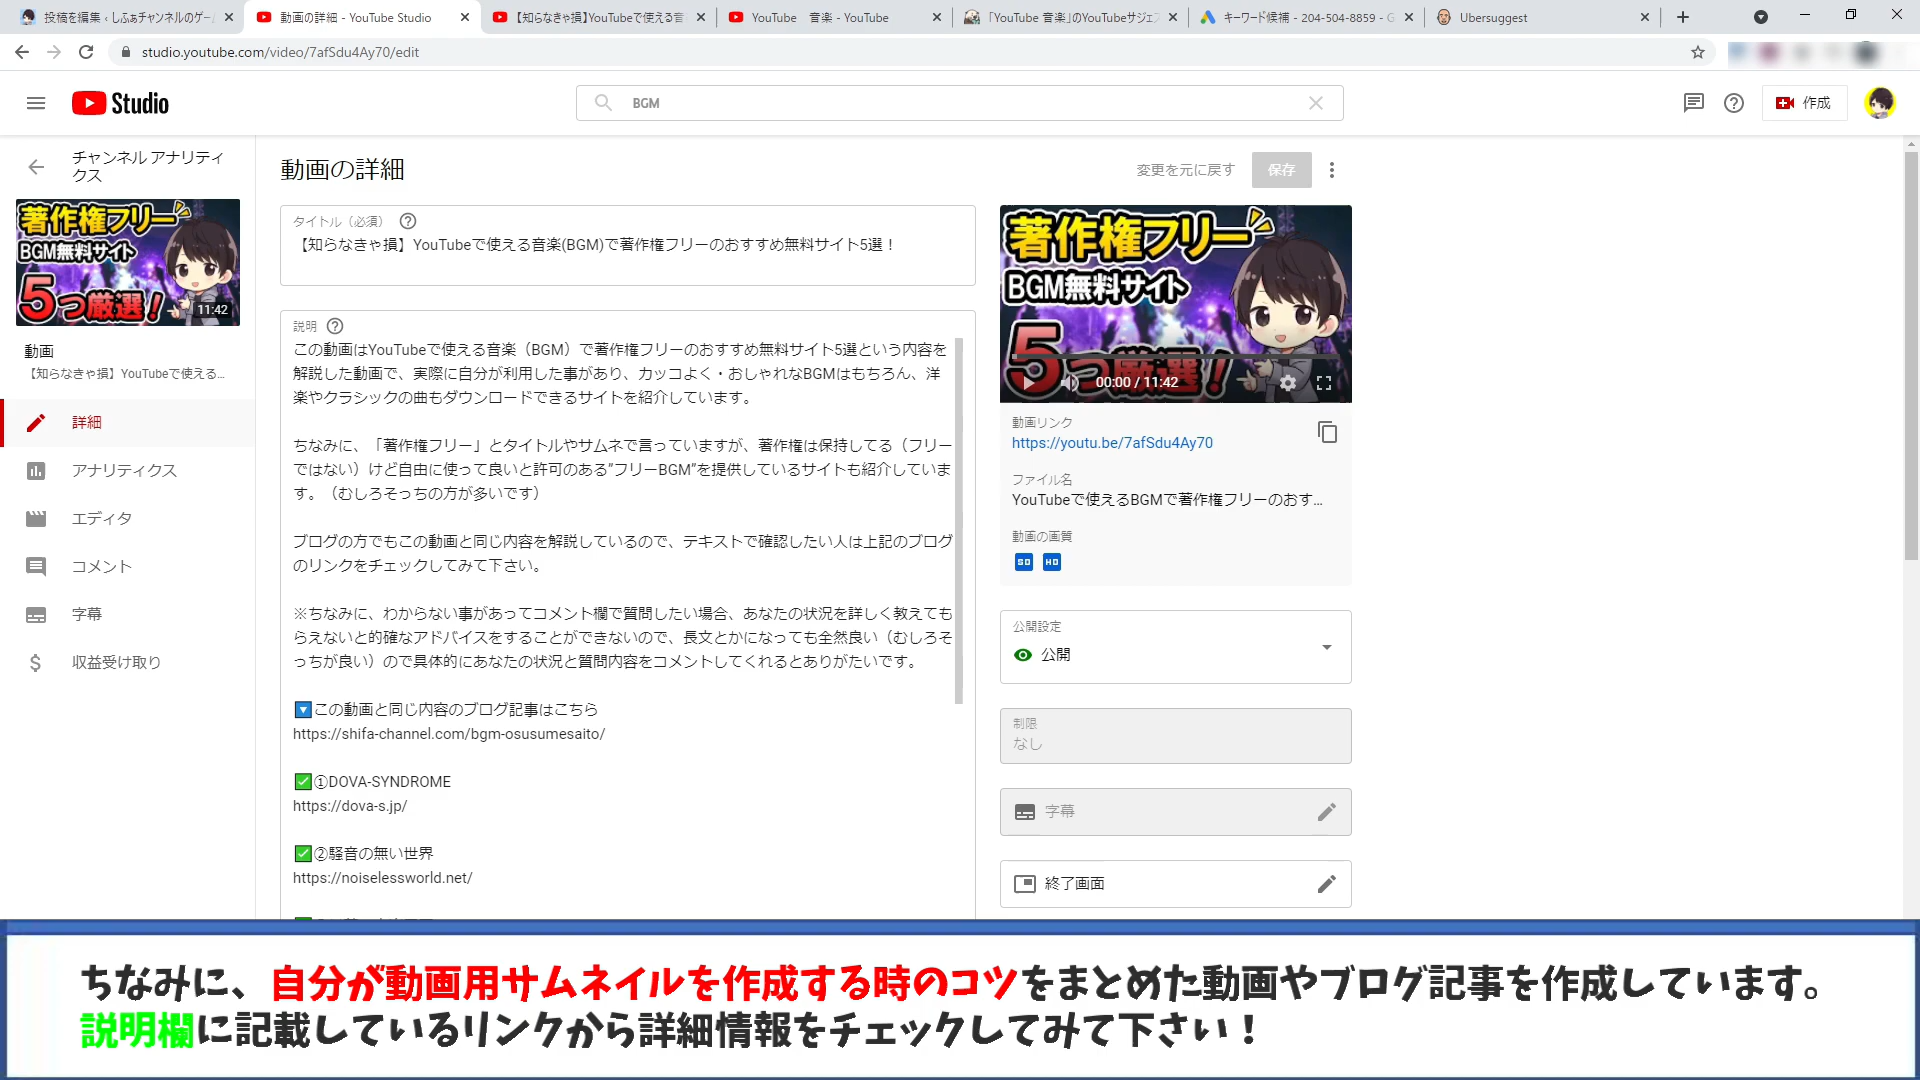 投稿を編集 ‹ しふぁチャンネルのゲー
動画の詳細 - YouTube Studio
【知らなきゃ損】YouTubeで使える音
YouTube 音楽 - YouTube
「YouTube 音楽」のYouTubeサジェ
キーワード候補 - 204-504-8859 - G
Ubersuggest
studio.youtube.com/video/7afSdu4Ay70/edit
Studio
BGM
作成
チャンネル アナリティ
クス
著作権フリー
BGM無料サイト
5つ厳選!
11:42
動画
【知らなきゃ損】YouTubeで使える...
詳細
アナリティクス
エディタ
コメント
字幕
収益受け取り
動画の詳細
変更を元に戻す
保存
タイトル（必須）
【知らなきゃ損】YouTubeで使える音楽(BGM)で著作権フリーのおすすめ無料サイト5選！
説明
この動画はYouTubeで使える音楽（BGM）で著作権フリーのおすすめ無料サイト5選という内容を
解説した動画で、実際に自分が利用した事があり、カッコよく・おしゃれなBGMはもちろん、洋
楽やクラシックの曲もダウンロードできるサイトを紹介しています。
ちなみに、「著作権フリー」とタイトルやサムネで言っていますが、著作権は保持してる（フリー
ではない）けど自由に使って良いと許可のある”フリーBGM”を提供しているサイトも紹介していま
す。（むしろそっちの方が多いです）
ブログの方でもこの動画と同じ内容を解説しているので、テキストで確認したい人は上記のブログ
のリンクをチェックしてみて下さい。
※ちなみに、わからない事があってコメント欄で質問したい場合、あなたの状況を詳しく教えても
らえないと的確なアドバイスをすることができないので、長文とかになっても全然良い（むしろそ
っちが良い）ので具体的にあなたの状況と質問内容をコメントしてくれるとありがたいです。
🔽この動画と同じ内容のブログ記事はこちら
https://shifa-channel.com/bgm-osusumesaito/
✅①DOVA-SYNDROME
https://dova-s.jp/
✅②騒音の無い世界
https://noiselessworld.net/
著作権フリー
BGM無料サイト
5つ厳選!
00:00 / 11:42
動画リンク
https://youtu.be/7afSdu4Ay70
ファイル名
YouTubeで使えるBGMで著作権フリーのおす...
動画の画質
SD HD
公開設定
公開
制限
なし
字幕
終了画面
ちなみに、自分が動画用サムネイルを作成する時のコツをまとめた動画やブログ記事を作成しています。
説明欄に記載しているリンクから詳細情報をチェックしてみて下さい！